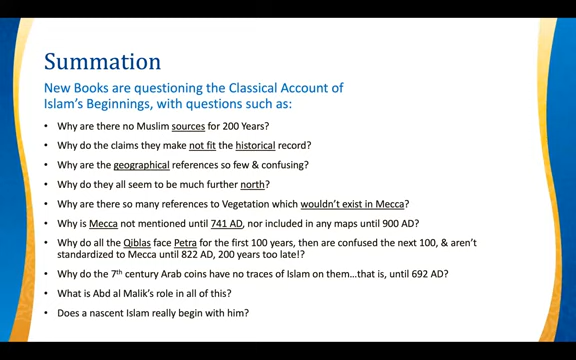 Summation
New Books are questioning the Classical Account of
Islam's Beginnings, with questions such as:
Why are there no Muslim sources for 200 Years?
Why do the claims they make not fit the historical record?
Why are the geographical references so few & confusing?
Why do they all seem to be much further north?
Why are there so many references to Vegetation which wouldn't exist in Mecca?
Why is Mecca not mentioned until 741 AD, nor included in any maps until 900 AD?
Why do all the Qiblas face Petra for the first 100 years, then are confused the next 100, & aren't
standardized to Mecca until 822 AD, 200 years too late!?
Why do the 7th century Arab coins have no traces of Islam on them...that is, until 692 AD?
What is Abd al Malik's role in all of this?
Does a nascent Islam really begin with him?